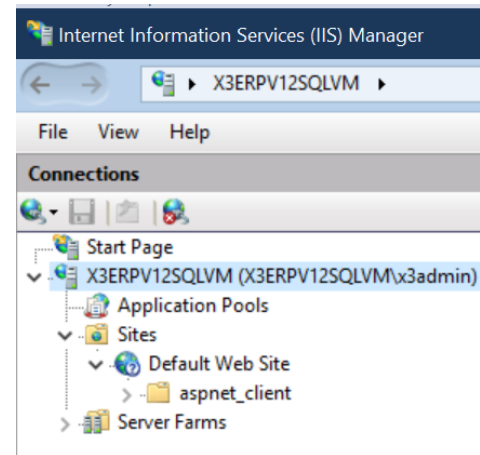 Internet Information Services (IIS) Manager
X3ERPV12SQLVM
File View Help
Connections
Start Page
X3ERPV12SQLVM (X3ERPV12SQLVM\x3admin)
Application Pools
Sites
Default Web Site
aspnet_client
Server Farms